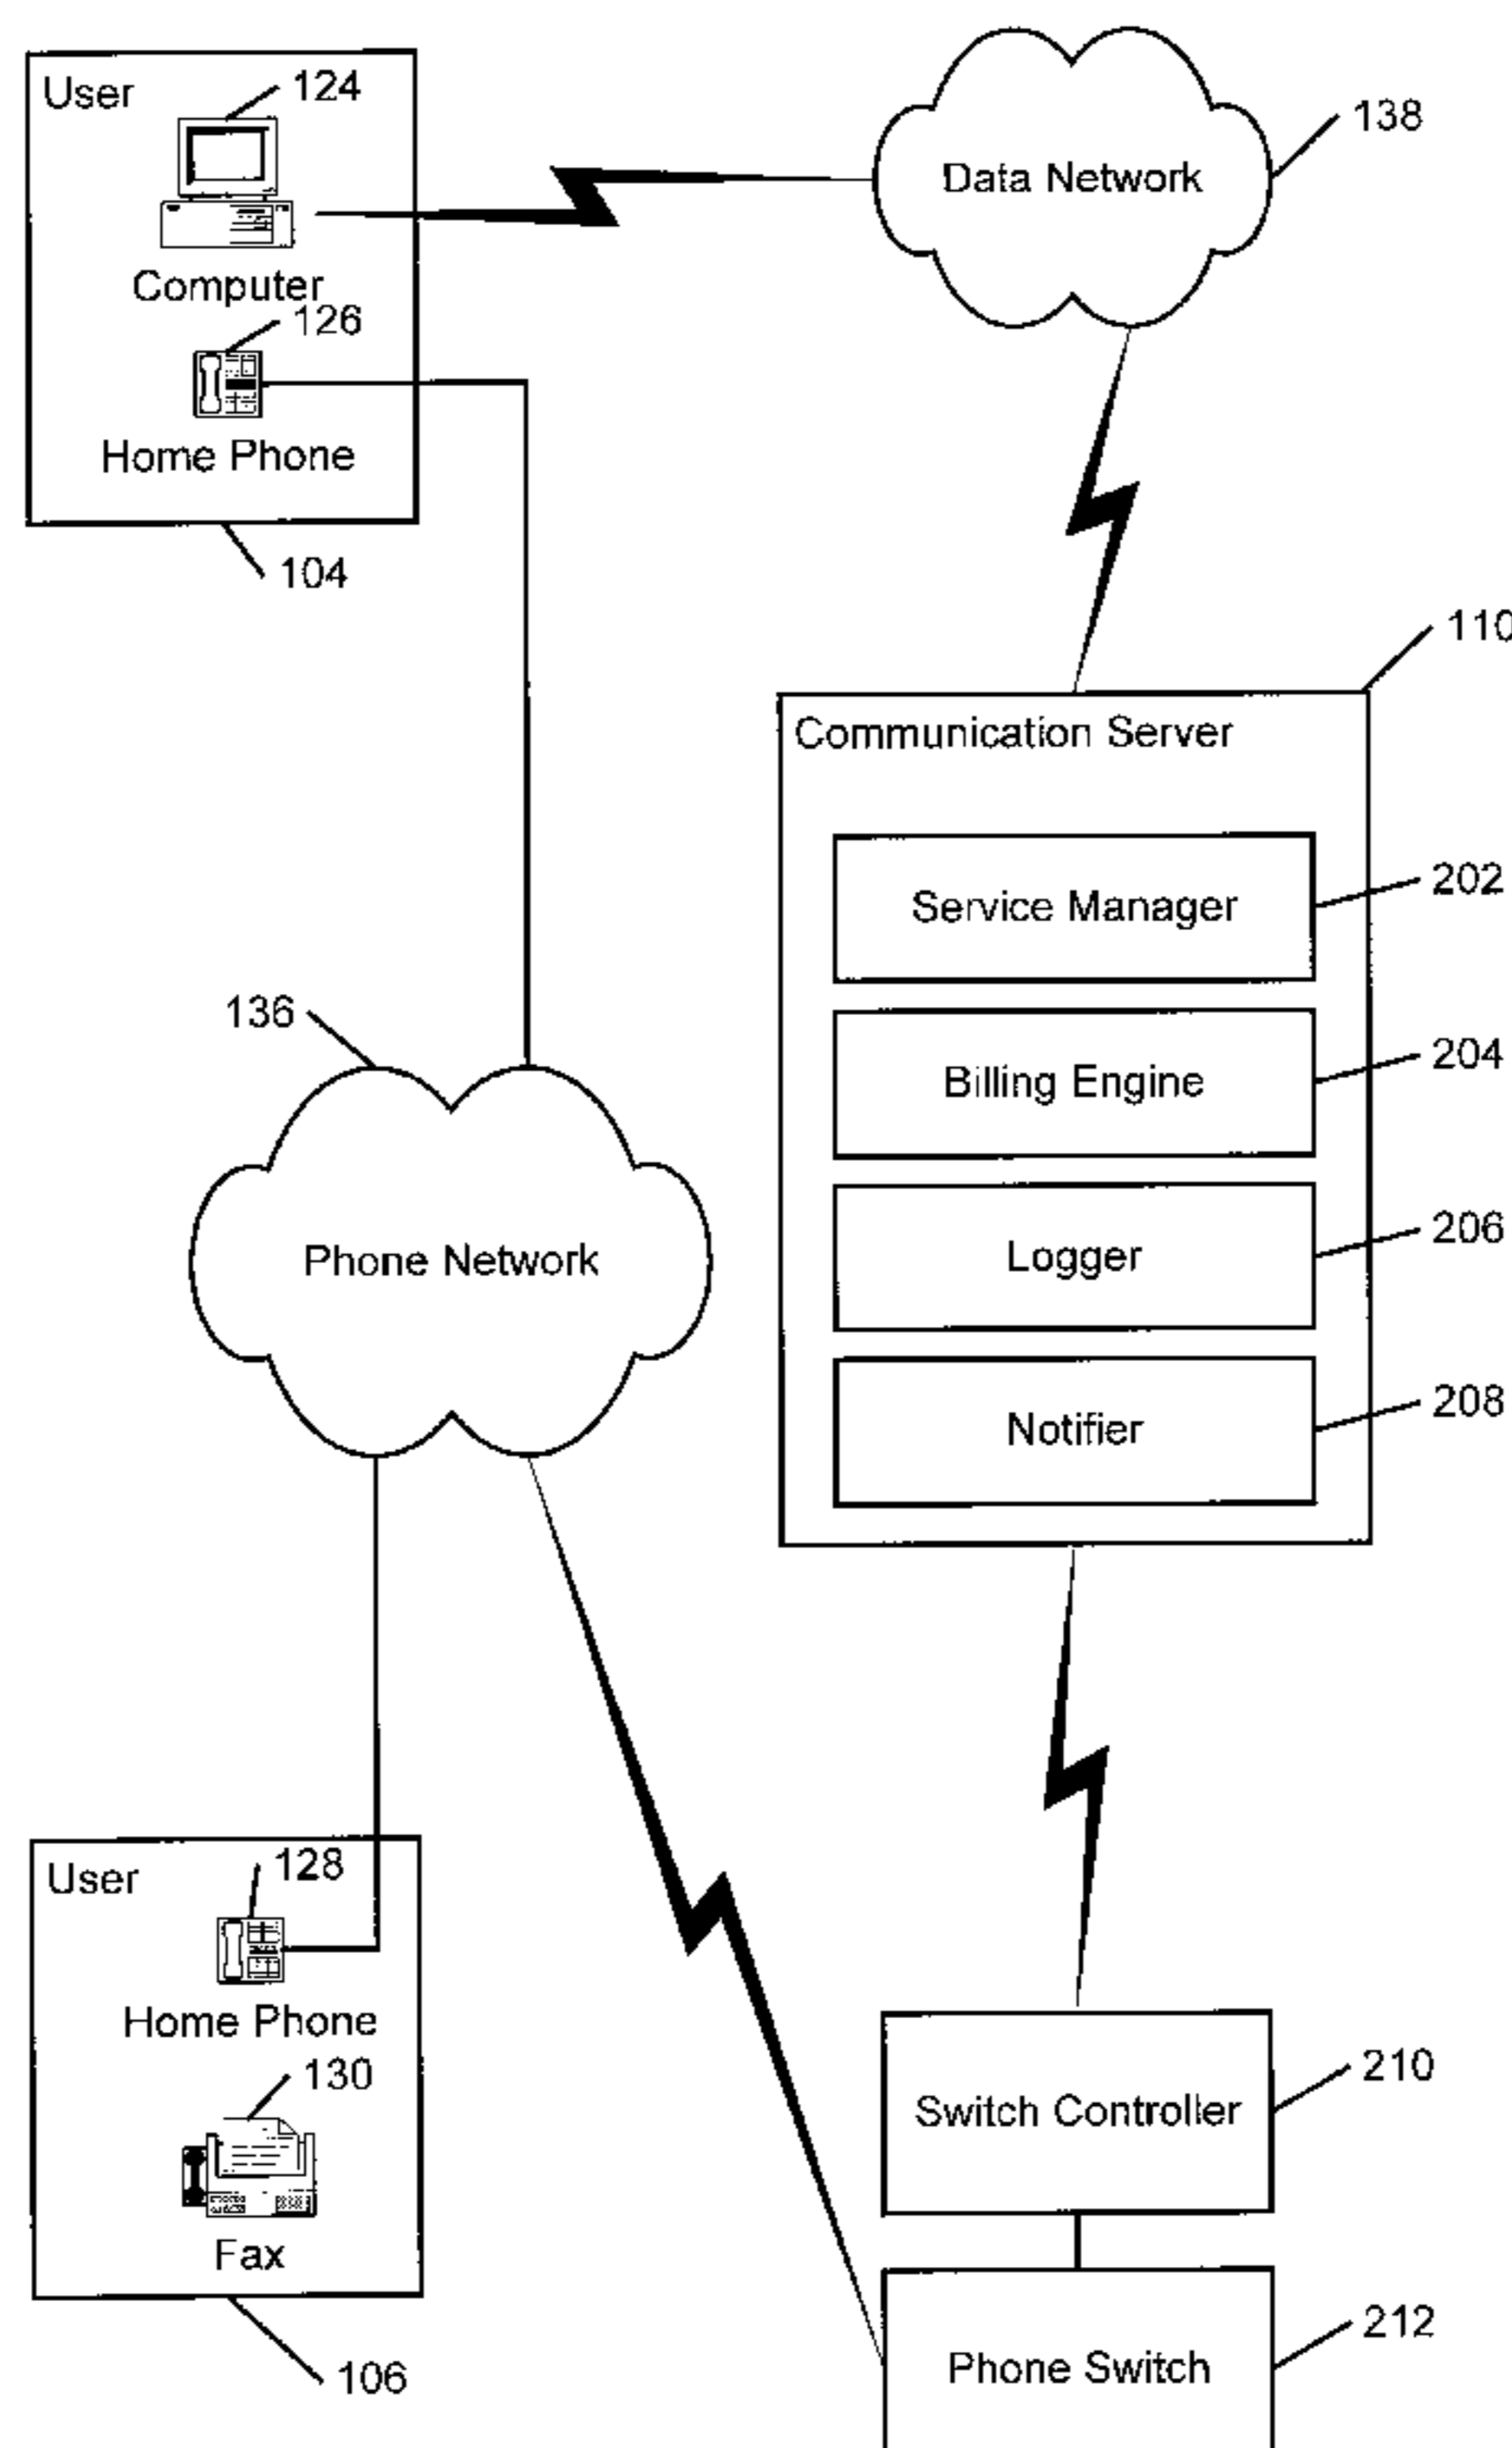 User
124
Computer
126
Home Phone
104
Data Network
138
110
Communication Server
Service Manager
202
Billing Engine
204
Logger
206
Notifier
208
136
Phone Network
User
128
Home Phone
130
Fax
106
Switch Controller
210
Phone Switch
212